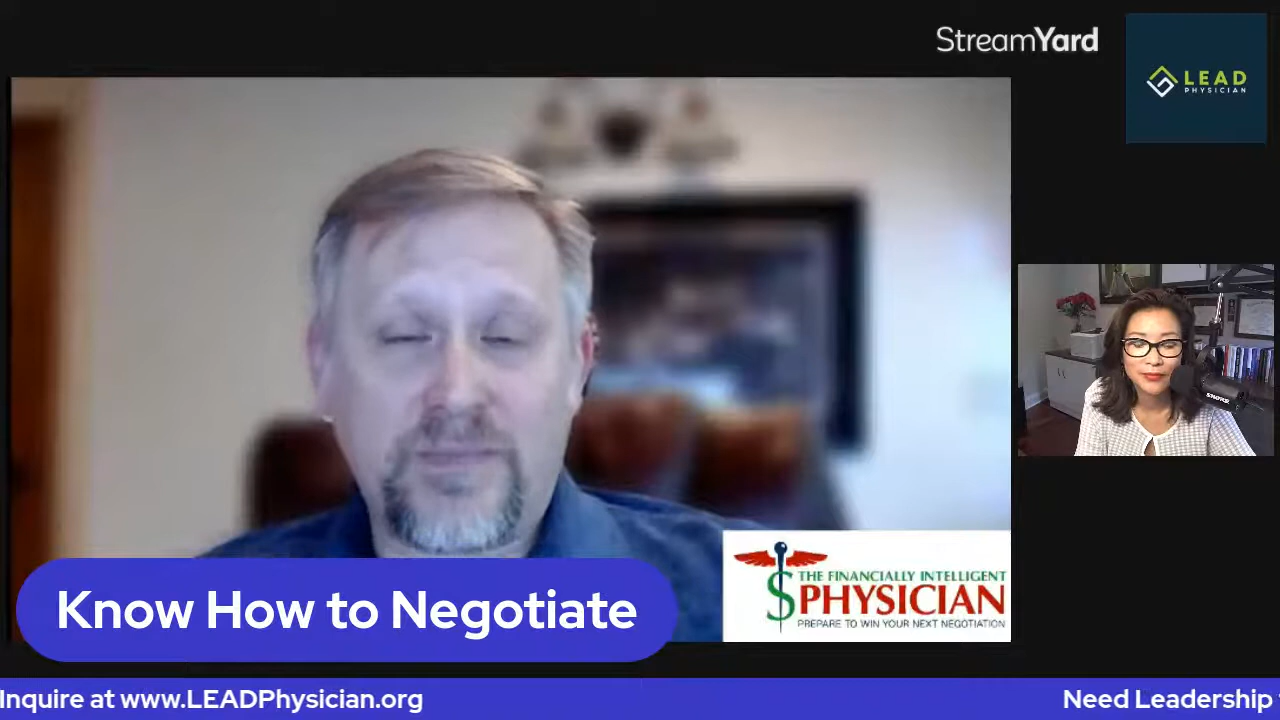 StreamYard
LEAD
PHYSICIAN
SHURE
THE FINANCIALLY INTELLIGENT
$PHYSICIAN
PREPARE TO WIN YOUR NEXT NEGOTIATION
Know How to Negotiate
Inquire at www.LEADPhysician.org
Need Leadership